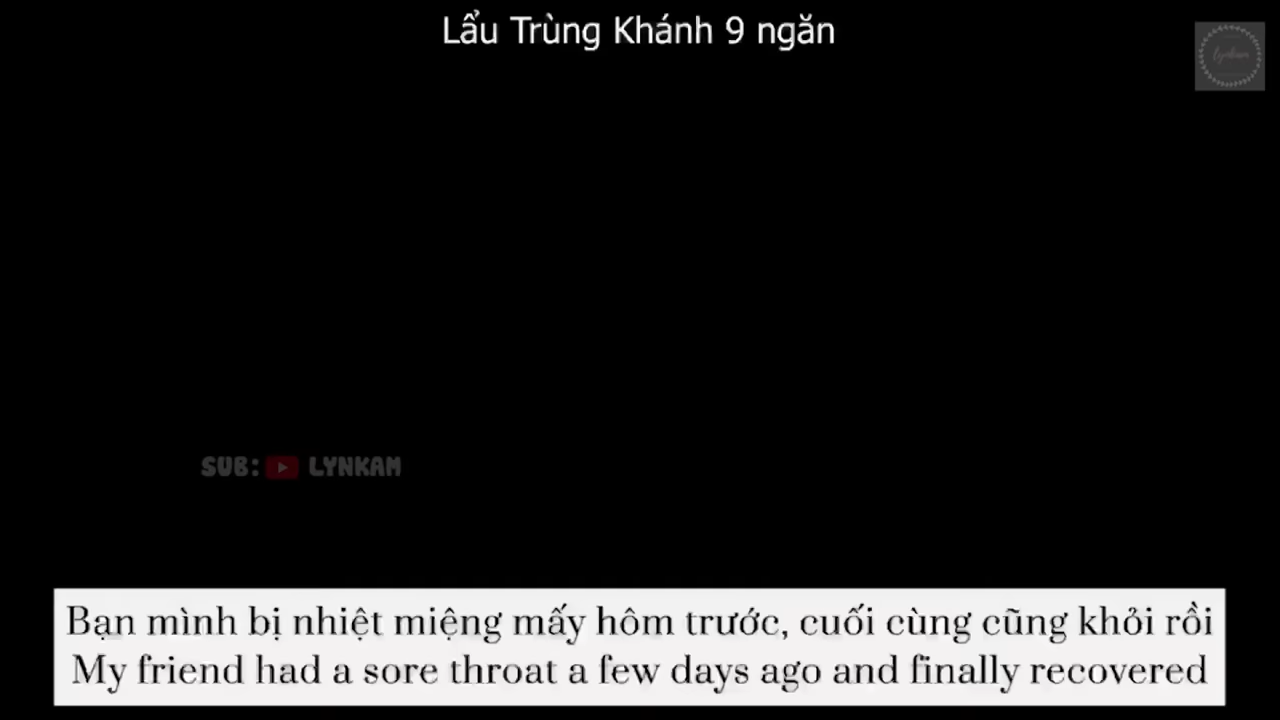 Lẩu Trùng Khánh 9 ngăn
lynkam
SUB: LYNKAM
Bạn mình bị nhiệt miệng mấy hôm trước, cuối cùng cũng khỏi rồi
My friend had a sore throat a few days ago and finally recovered